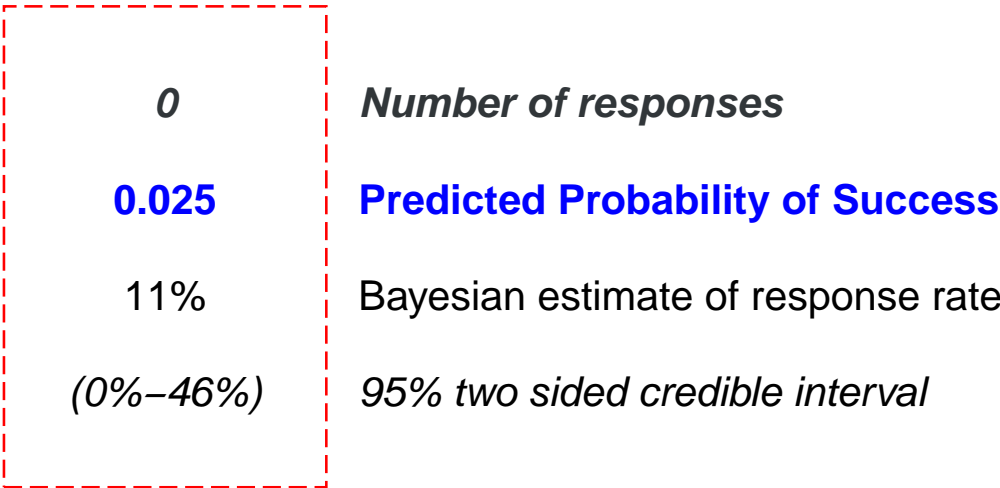 0 Number of responses
0.025 Predicted Probability of Success
11% Bayesian estimate of response rate
(0%–46%) 95% two sided credible interval